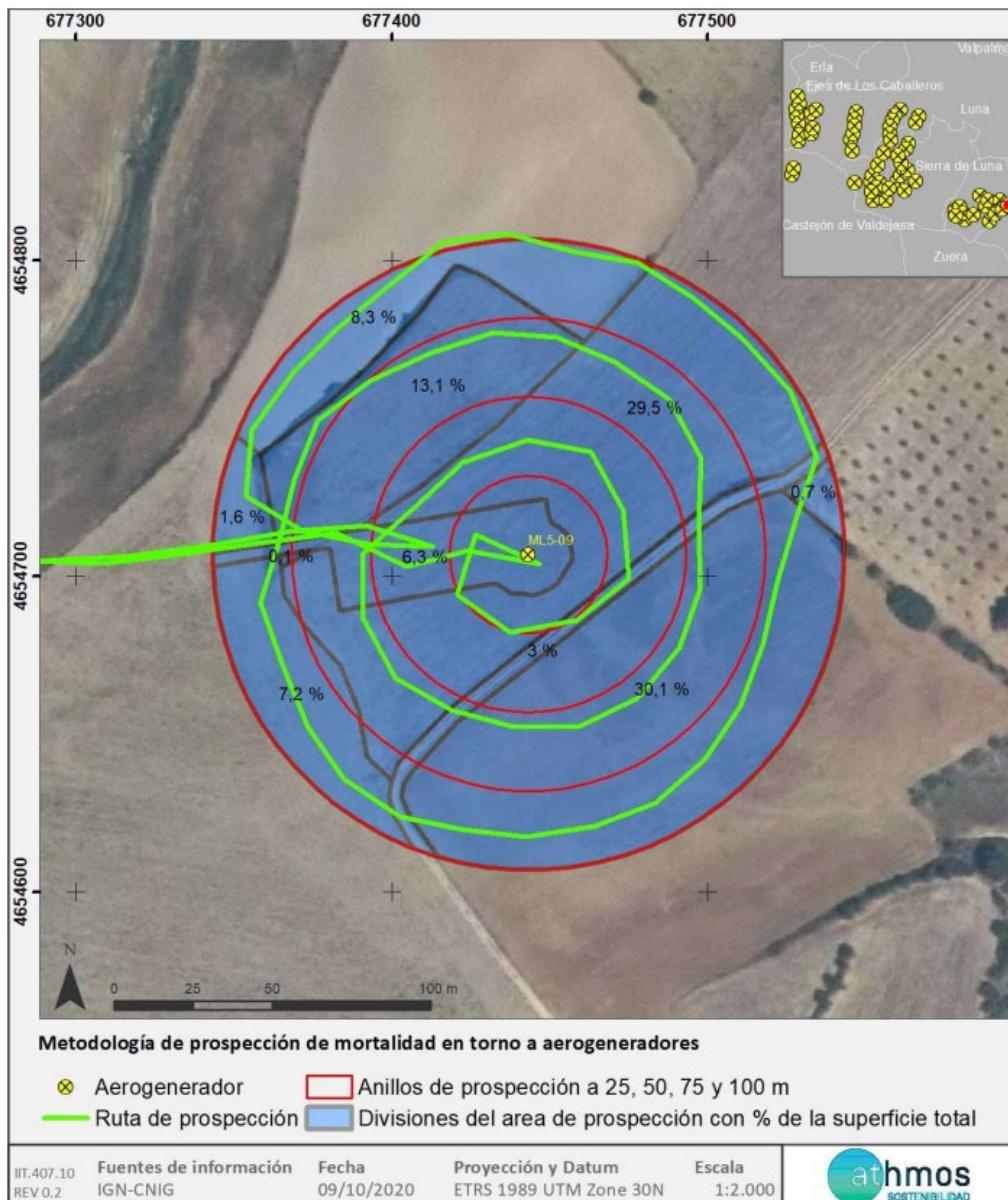 677300
677400
677500
Valpalma
Erla
Ejea de Los Caballeros
Luna
Sierra de Luna
Castejón de Valdejasa
Zuera
4654800
4654700
4654600
8,3 %
13,1 %
29,5 %
0,7 %
1,6 %
ML5-09
0,1 %
6,3 %
3 %
7,2 %
30,1 %
N
0
25
50
100 m
Metodología de prospección de mortalidad en torno a aerogeneradores
Aerogenerador
Anillos de prospección a 25, 50, 75 y 100 m
Ruta de prospección
Divisiones del area de prospección con % de la superficie total
IIT.407.10
REV 0.2
Fuentes de información
IGN-CNIG
Fecha
09/10/2020
Proyección y Datum
ETRS 1989 UTM Zone 30N
Escala
1:2.000
athmos
SOSTENIBILIDAD